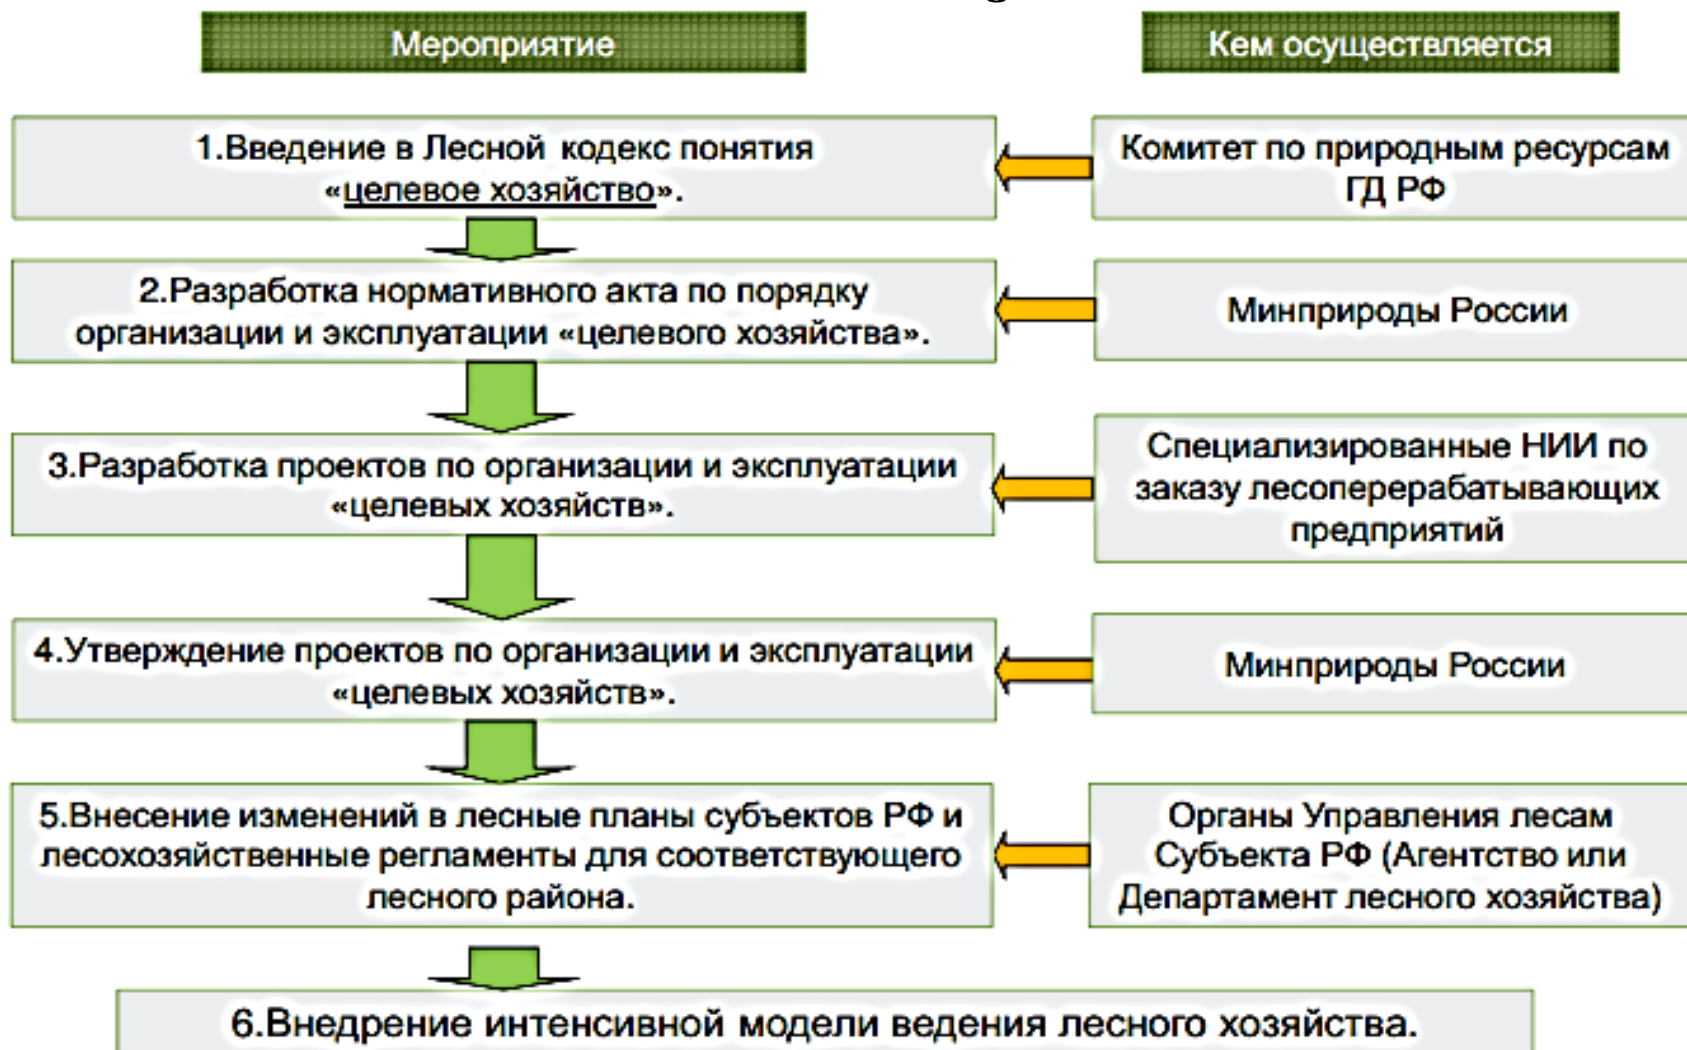 Мероприятие
Кем осуществляется
1.Введение в Лесной кодекс понятия
«целевое хозяйство».
Комитет по природным ресурсам
ГД РФ
2.Разработка нормативного акта по порядку
организации и эксплуатации «целевого хозяйства».
Минприроды России
3.Разработка проектов по организации и эксплуатации
«целевых хозяйств».
Специализированные НИИ по
заказу лесоперерабатывающих
предприятий
4.Утверждение проектов по организации и эксплуатации
«целевых хозяйств».
Минприроды России
5.Внесение изменений в лесные планы субъектов РФ и
лесохозяйственные регламенты для соответствующего
лесного района.
Органы Управления лесам
Субъекта РФ (Агентство или
Департамент лесного хозяйства)
6.Внедрение интенсивной модели ведения лесного хозяйства.